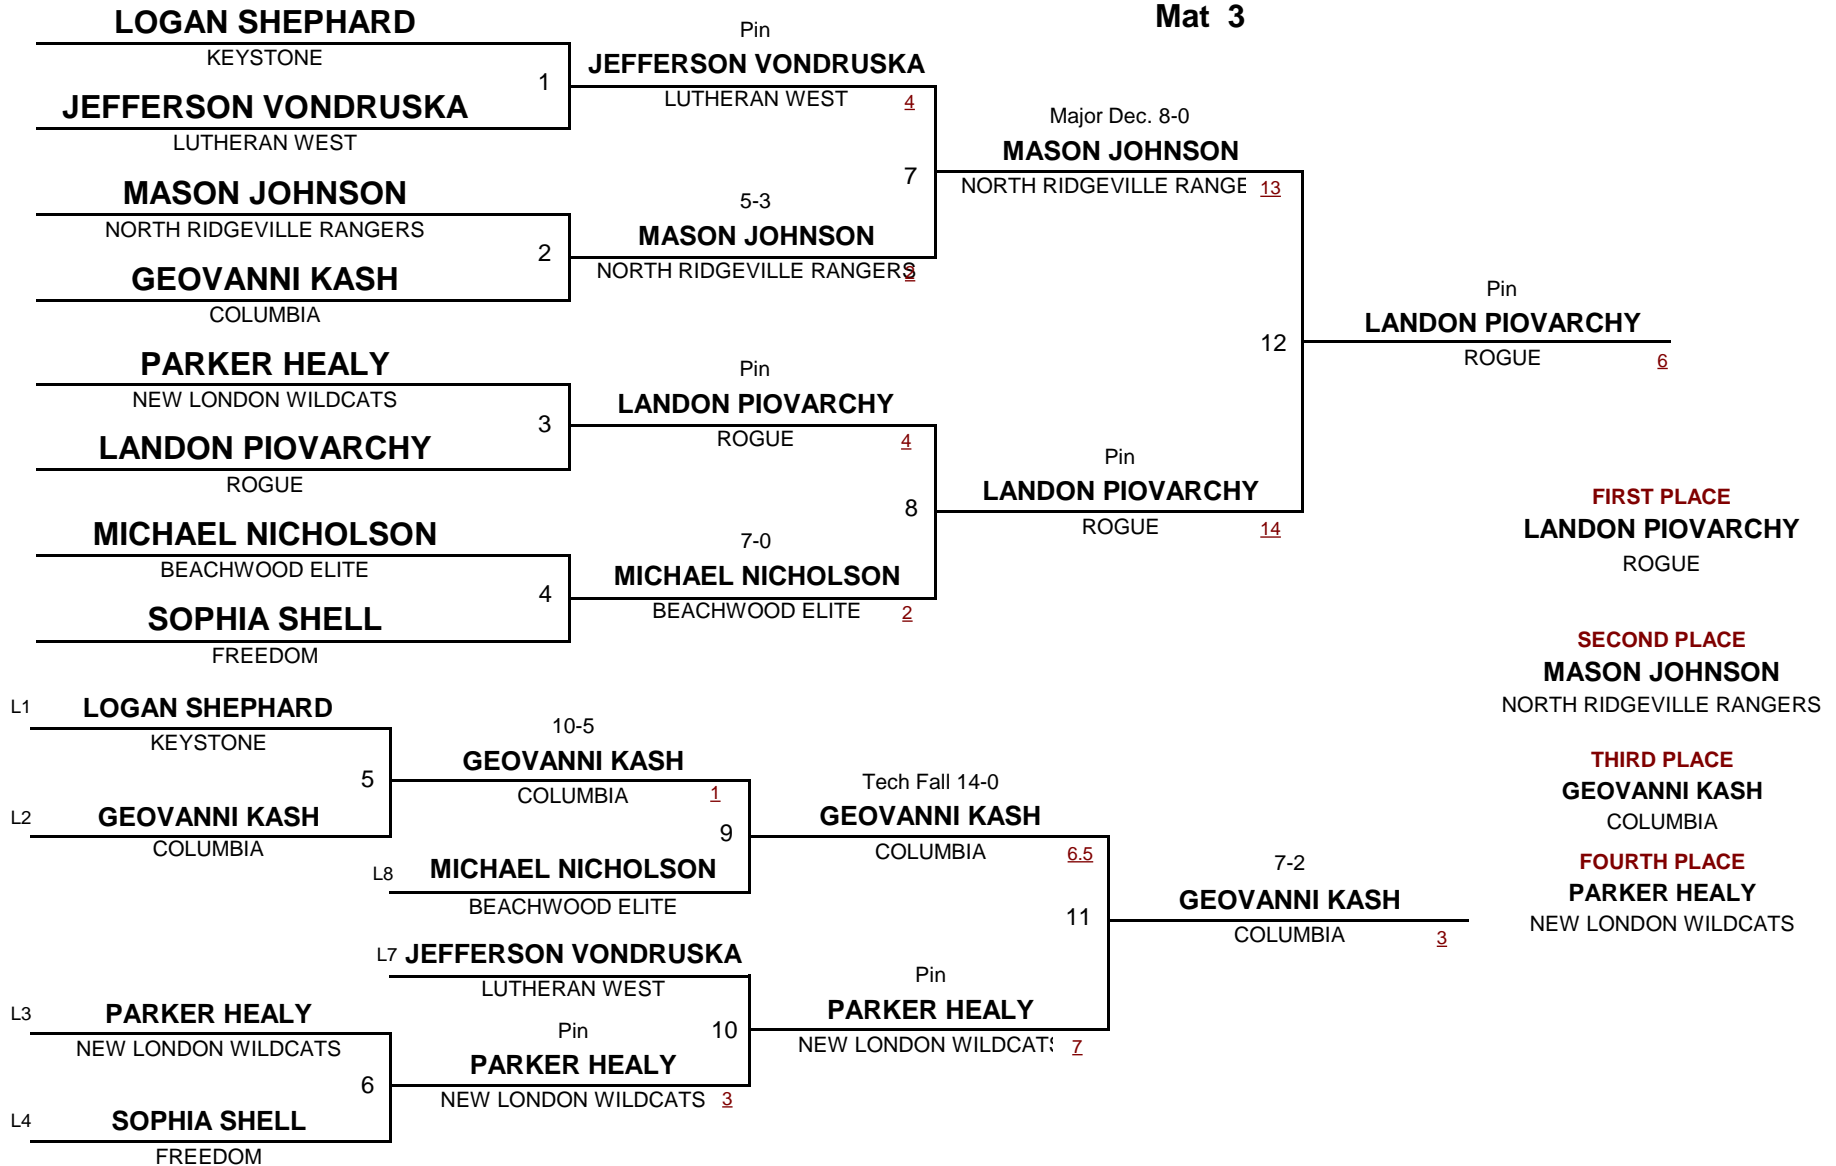 Mat 3
LOGAN SHEPHARD
KEYSTONE
1
JEFFERSON VONDRUSKA
LUTHERAN WEST
MASON JOHNSON
NORTH RIDGEVILLE RANGERS
2
GEOVANNI KASH
COLUMBIA
PARKER HEALY
NEW LONDON WILDCATS
3
LANDON PIOVARCHY
ROGUE
MICHAEL NICHOLSON
BEACHWOOD ELITE
4
SOPHIA SHELL
FREEDOM
Pin
JEFFERSON VONDRUSKA
LUTHERAN WEST 4
7
5-3
MASON JOHNSON
NORTH RIDGEVILLE RANGERS 2
Pin
LANDON PIOVARCHY
ROGUE 4
8
7-0
MICHAEL NICHOLSON
BEACHWOOD ELITE 2
Major Dec. 8-0
MASON JOHNSON
NORTH RIDGEVILLE RANGE 13
12
Pin
LANDON PIOVARCHY
ROGUE 14
Pin
LANDON PIOVARCHY
ROGUE 6
FIRST PLACE
LANDON PIOVARCHY
ROGUE
SECOND PLACE
MASON JOHNSON
NORTH RIDGEVILLE RANGERS
THIRD PLACE
GEOVANNI KASH
COLUMBIA
FOURTH PLACE
PARKER HEALY
NEW LONDON WILDCATS
L1 LOGAN SHEPHARD
KEYSTONE
5
L2 GEOVANNI KASH
COLUMBIA
10-5
GEOVANNI KASH
COLUMBIA 1
9
L8 MICHAEL NICHOLSON
BEACHWOOD ELITE
L7 JEFFERSON VONDRUSKA
LUTHERAN WEST
10
L3 PARKER HEALY
NEW LONDON WILDCATS
6
L4 SOPHIA SHELL
FREEDOM
Pin
PARKER HEALY
NEW LONDON WILDCATS 3
Tech Fall 14-0
GEOVANNI KASH
COLUMBIA 6.5
11
Pin
PARKER HEALY
NEW LONDON WILDCATS 7
7-2
GEOVANNI KASH
COLUMBIA 3